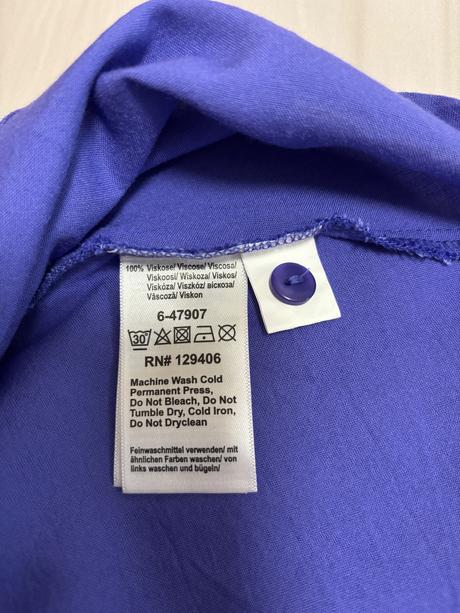 100% Viskose/ Viscose/ Viscosa/
Viskoosi/ Wiskoza/ Viskos/
Viskóza/ Viszkóz/ віскоза/
Vâscoză/ Viskon
6-47907
30°
RN# 129406
Machine Wash Cold
Permanent Press,
Do Not Bleach, Do Not
Tumble Dry, Cold Iron,
Do Not Dryclean
Feinwaschmittel verwenden/ mit
ähnlichen Farben waschen/ von
links waschen und bügeln/